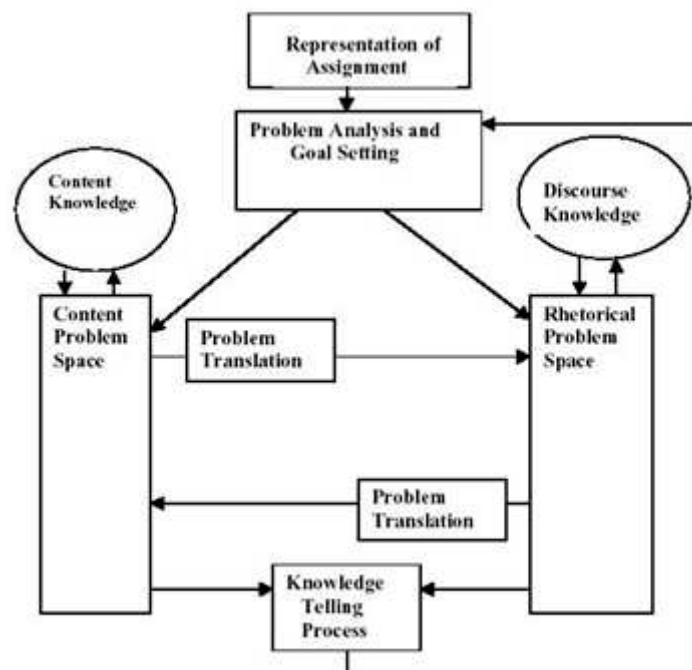 Representation of
Assignment
Problem Analysis and
Goal Setting
Content
Knowledge
Discourse
Knowledge
Content
Problem
Space
Problem
Translation
Rhetorical
Problem
Space
Problem
Translation
Knowledge
Telling
Process